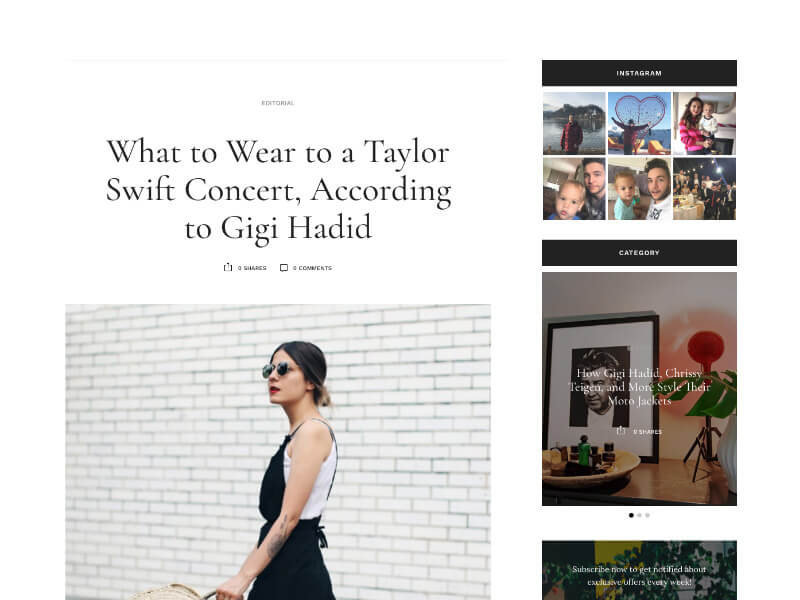 EDITORIAL
What to Wear to a Taylor
Swift Concert, According
to Gigi Hadid
0 SHARES 0 COMMENTS
INSTAGRAM
CATEGORY
How Gigi Hadid, Chrissy
Teigen, and More Style Their
Moto Jackets
0 SHARES
Subscribe now to get notified about
exclusive offers every week!